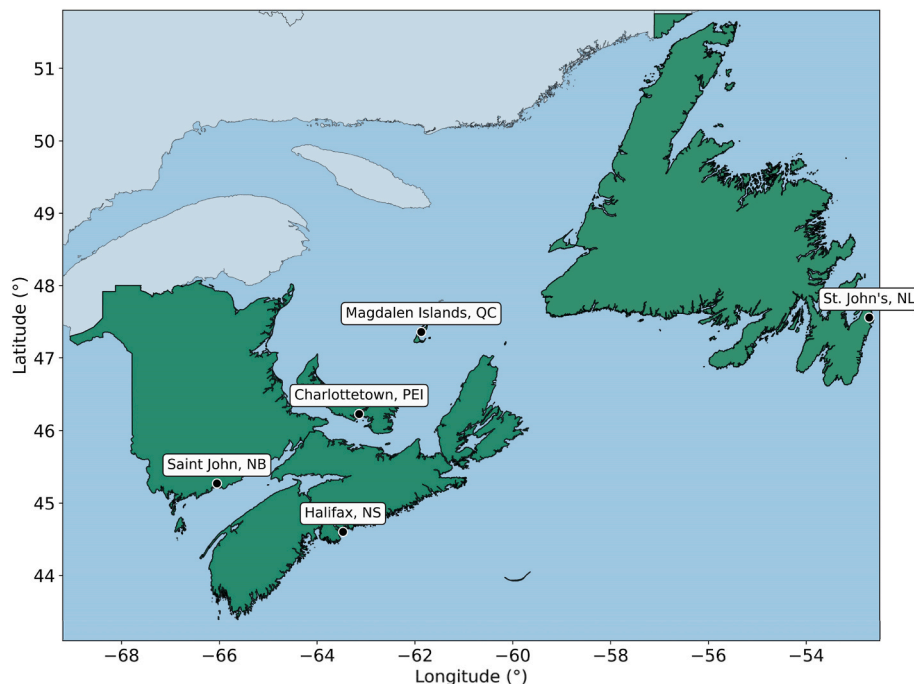 51
50
49
48
47
46
45
44
Latitude (°)
St. John's, NL
Magdalen Islands, QC
Charlottetown, PEI
Saint John, NB
Halifax, NS
−68
−66
−64
−62
−60
−58
−56
−54
Longitude (°)